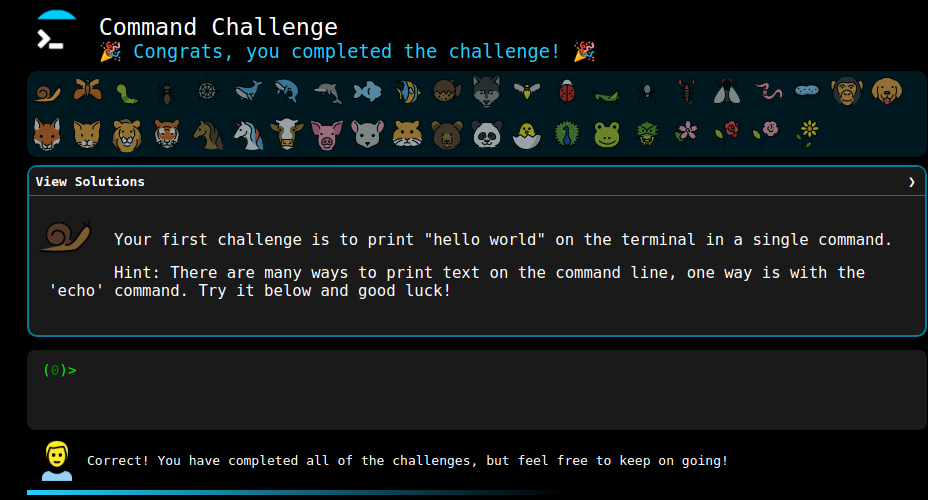 Command Challenge
🎉 Congrats, you completed the challenge! 🎉
View Solutions ❯
Your first challenge is to print "hello world" on the terminal in a single command.
Hint: There are many ways to print text on the command line, one way is with the
'echo' command. Try it below and good luck!
(0)>
Correct! You have completed all of the challenges, but feel free to keep on going!